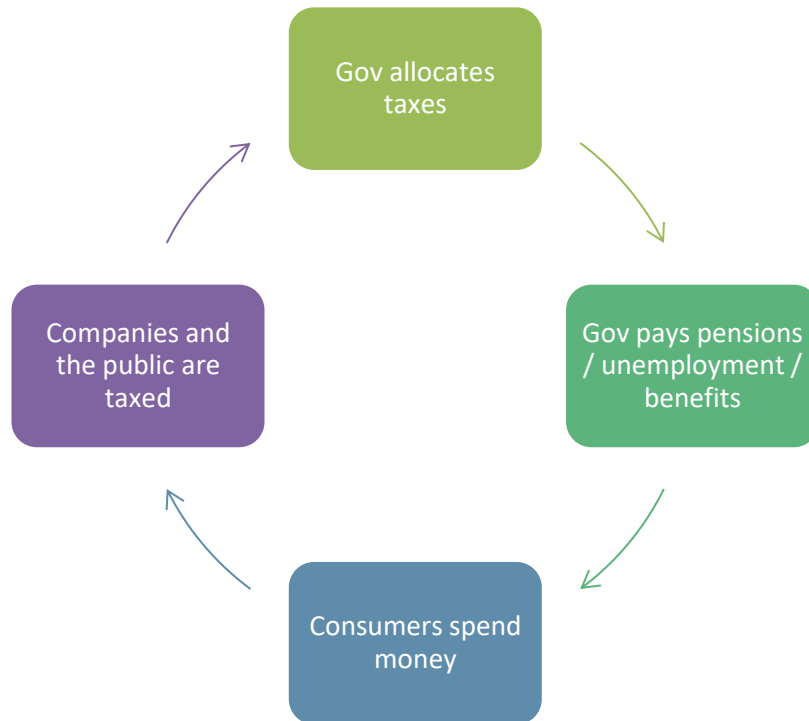 Gov allocates
taxes
Gov pays pensions
/ unemployment /
benefits
Consumers spend
money
Companies and
the public are
taxed